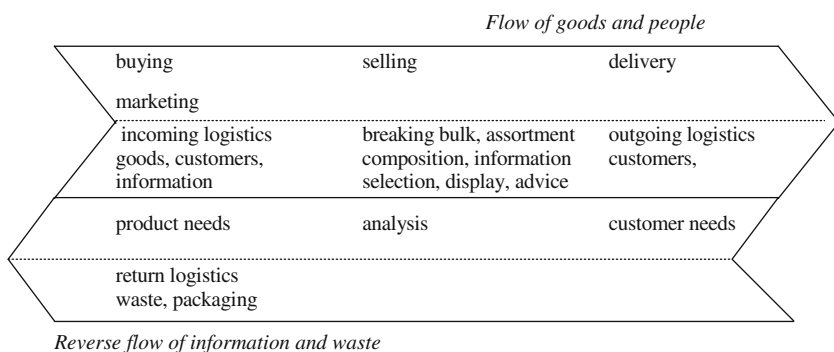 Flow of goods and people
buying selling delivery
marketing
incoming logistics breaking bulk, assortment outgoing logistics
goods, customers, composition, information customers,
information selection, display, advice
product needs analysis customer needs
return logistics
waste, packaging
Reverse flow of information and waste